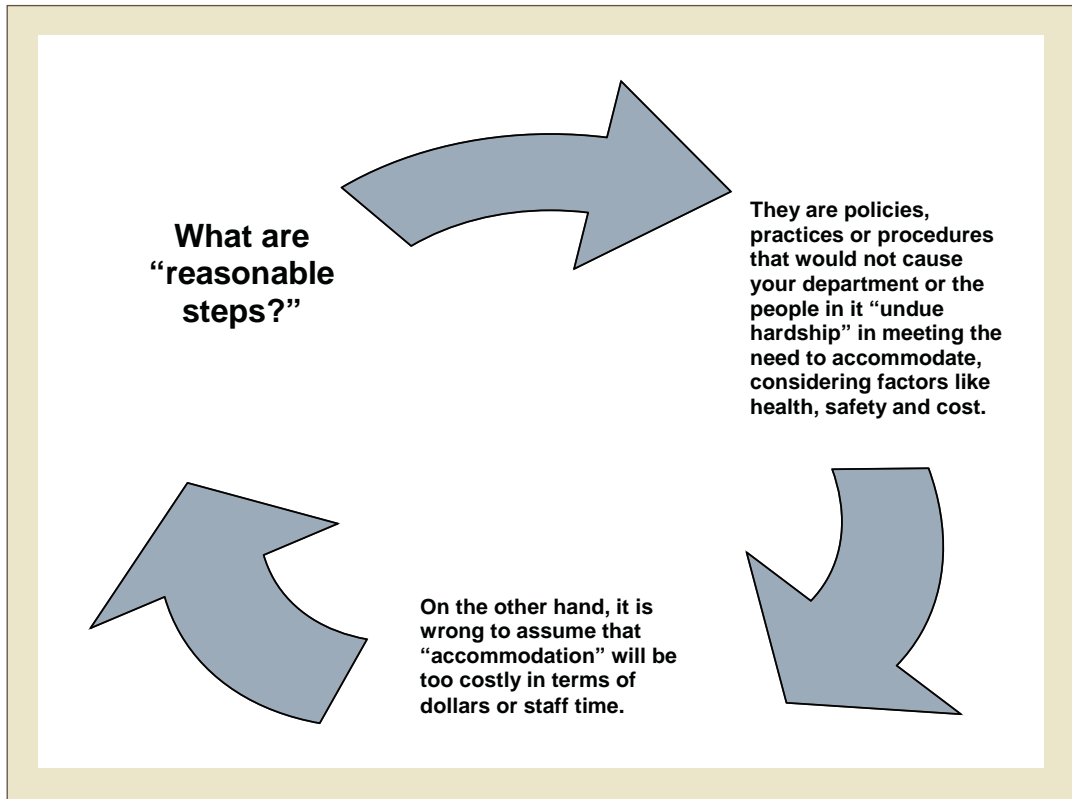 What are
“reasonable
steps?”
They are policies,
practices or procedures
that would not cause
your department or the
people in it “undue
hardship” in meeting the
need to accommodate,
considering factors like
health, safety and cost.
On the other hand, it is
wrong to assume that
“accommodation” will be
too costly in terms of
dollars or staff time.